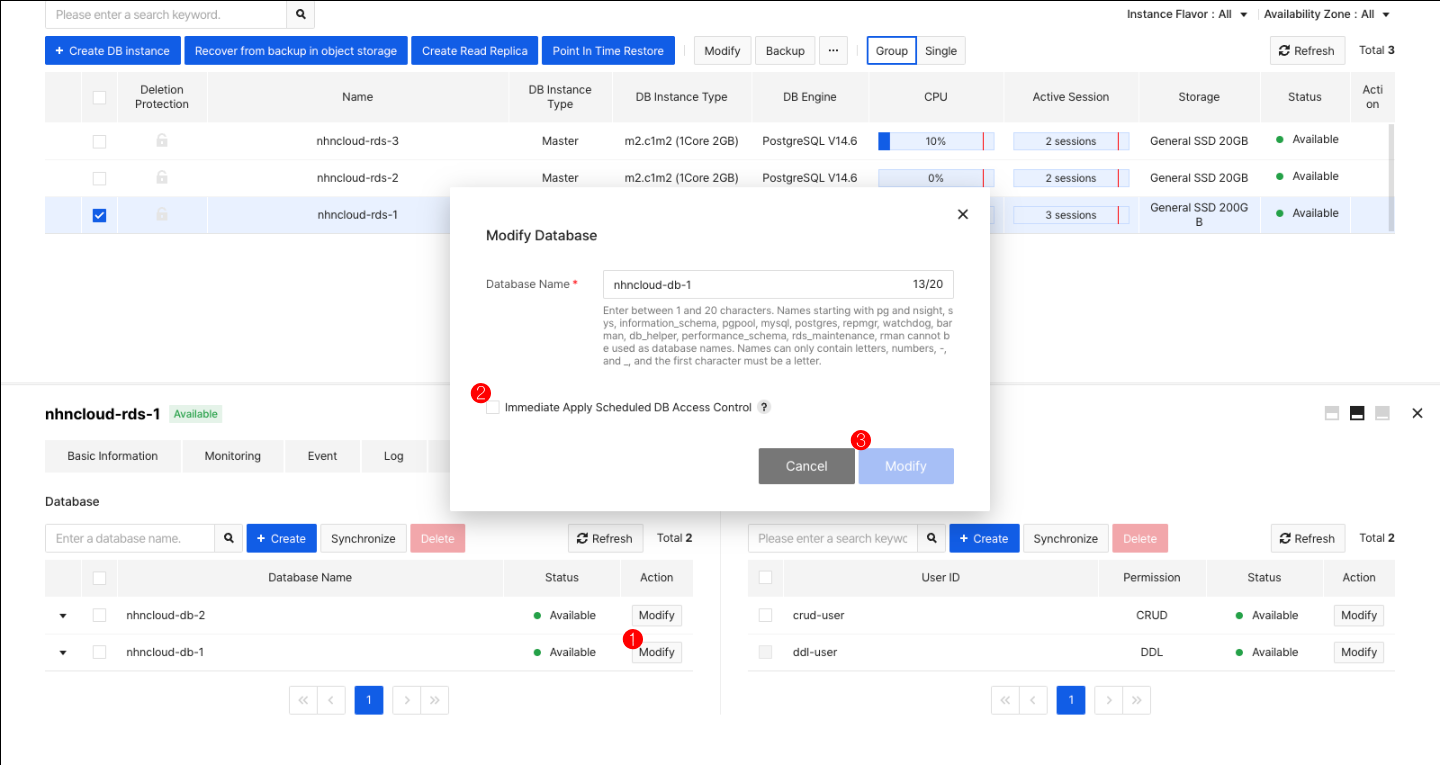 Please enter a search keyword.
Instance Flavor : All
Availability Zone : All
+ Create DB instance
Recover from backup in object storage
Create Read Replica
Point In Time Restore
Modify
Backup
···
Group
Single
Refresh
Total 3
Deletion
Protection
Name
DB Instance
Type
DB Instance Type
DB Engine
CPU
Active Session
Storage
Status
Acti
on
nhncloud-rds-3
Master
m2.c1m2 (1Core 2GB)
PostgreSQL V14.6
10%
2 sessions
General SSD 20GB
Available
nhncloud-rds-2
Master
m2.c1m2 (1Core 2GB)
PostgreSQL V14.6
0%
2 sessions
General SSD 20GB
Available
nhncloud-rds-1
3 sessions
General SSD 200G
B
Available
Modify Database
Database Name *
nhncloud-db-1
13/20
Enter between 1 and 20 characters. Names starting with pg and nsight, s
ys, information_schema, pgpool, mysql, postgres, repmgr, watchdog, bar
man, db_helper, performance_schema, rds_maintenance, rman cannot b
e used as database names. Names can only contain letters, numbers, -,
and _, and the first character must be a letter.
2
Immediate Apply Scheduled DB Access Control ?
3
Cancel
Modify
nhncloud-rds-1
Available
Basic Information
Monitoring
Event
Log
Database
Enter a database name.
+ Create
Synchronize
Delete
Refresh
Total 2
Database Name
Status
Action
nhncloud-db-2
Available
Modify
1
nhncloud-db-1
Available
Modify
1
Please enter a search keywo
+ Create
Synchronize
Delete
Refresh
Total 2
User ID
Permission
Status
Action
crud-user
CRUD
Available
Modify
ddl-user
DDL
Available
Modify
1